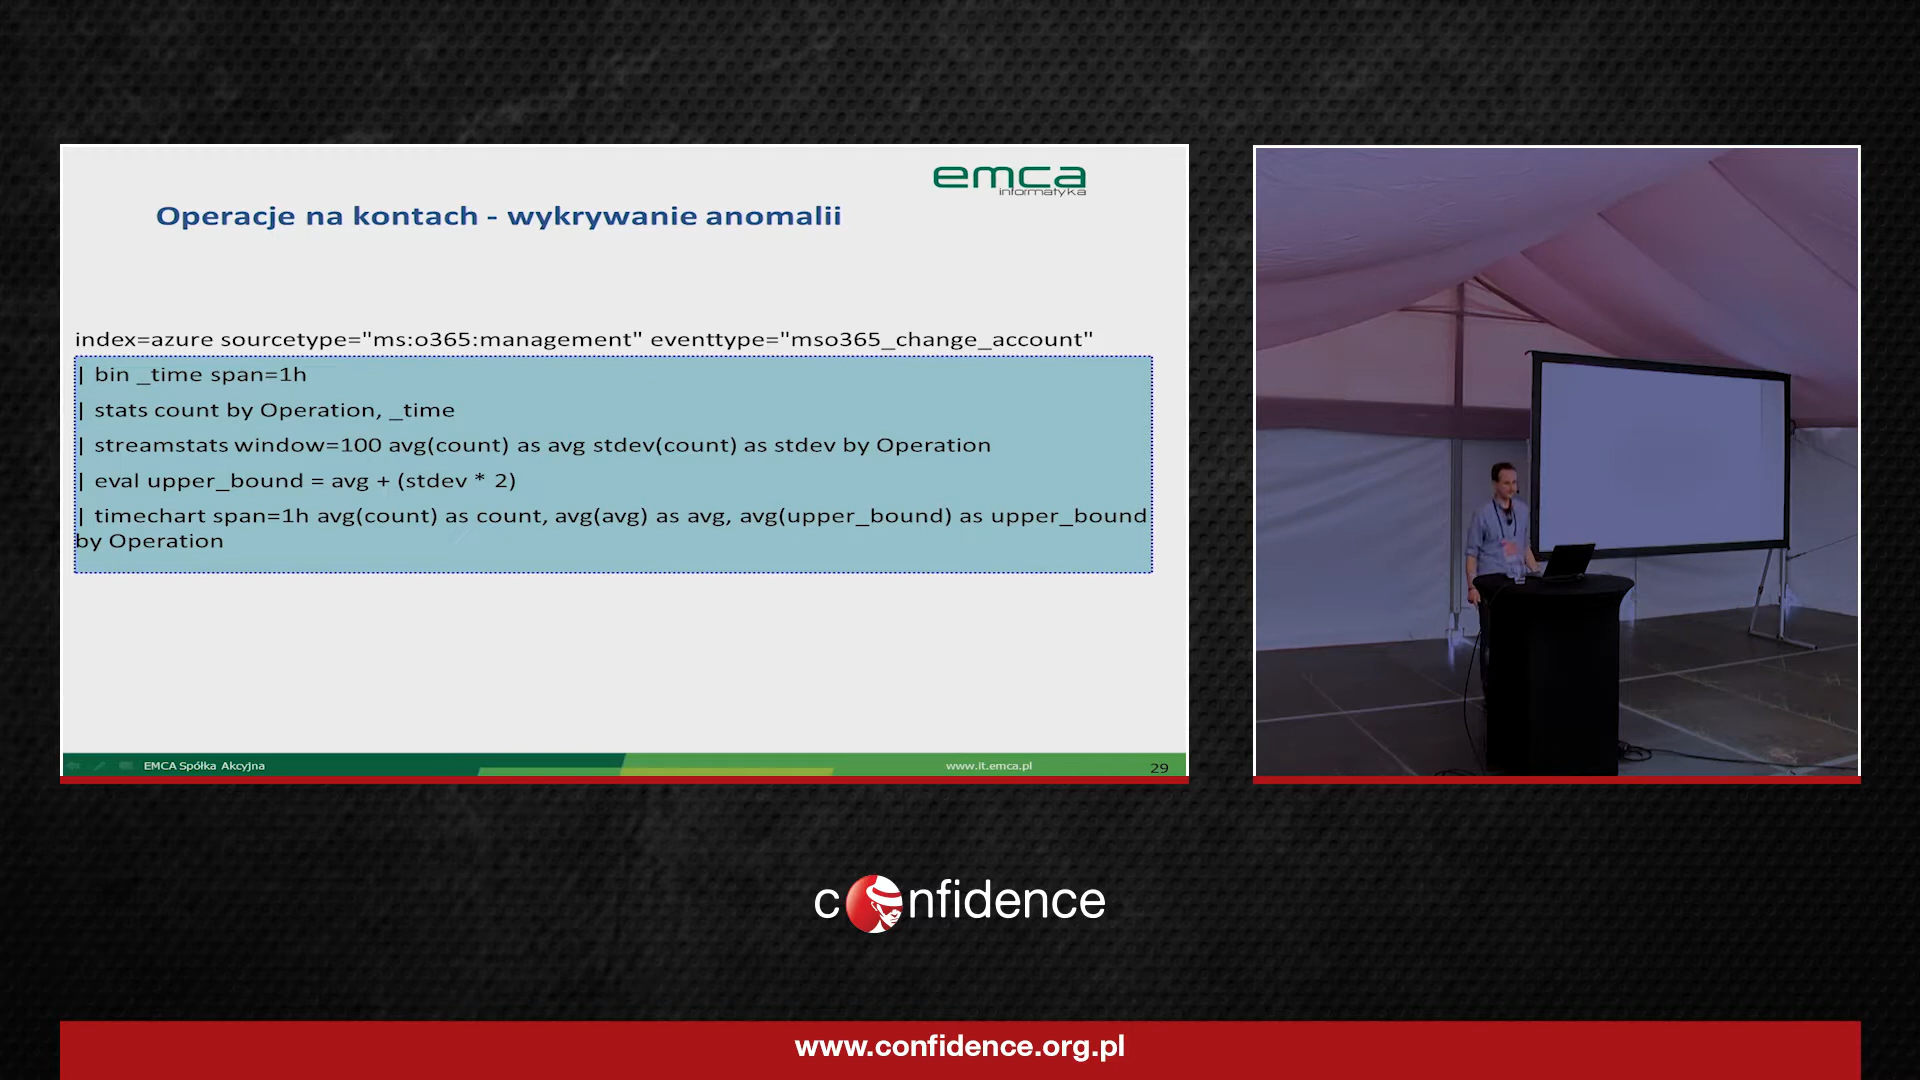 emca
informatyka
Operacje na kontach - wykrywanie anomalii
index=azure sourcetype="ms:o365:management" eventtype="mso365_change_account"
| bin _time span=1h
| stats count by Operation, _time
| streamstats window=100 avg(count) as avg stdev(count) as stdev by Operation
| eval upper_bound = avg + (stdev * 2)
| timechart span=1h avg(count) as count, avg(avg) as avg, avg(upper_bound) as upper_bound
by Operation
EMCA Spółka Akcyjna
www.it.emca.pl
29
confidence
www.confidence.org.pl